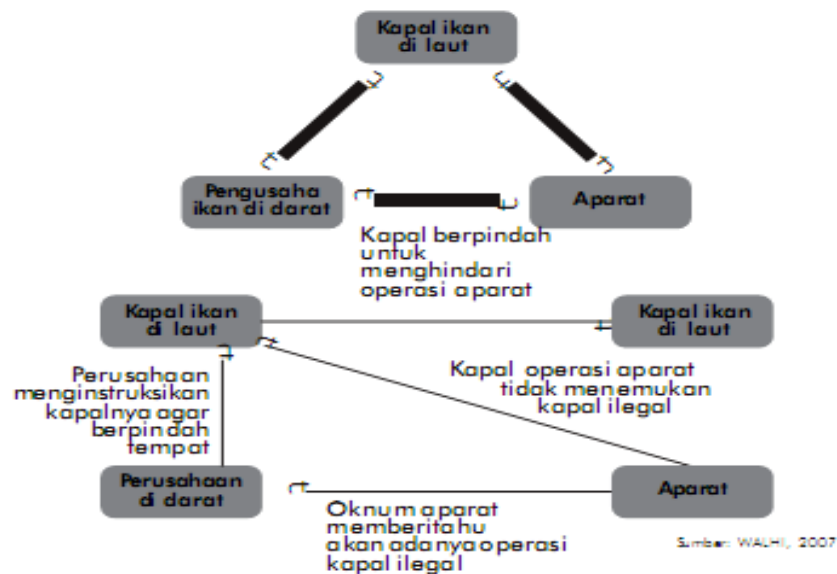 Kapal ikan
di laut
Pengusaha
ikan di darat
Aparat
Kapal berpindah
untuk
menghindari
operasi aparat
Kapal ikan
di laut
Kapal ikan
di laut
Perusahaan
menginstruksikan
kapalnya agar
berpindah
tempat
Kapal operasi aparat
tidak menemukan
kapal ilegal
Perusahaan
di darat
Aparat
Oknum aparat
memberitahu
akan adanya operasi
kapal ilegal
Sumber: WALHI, 2007